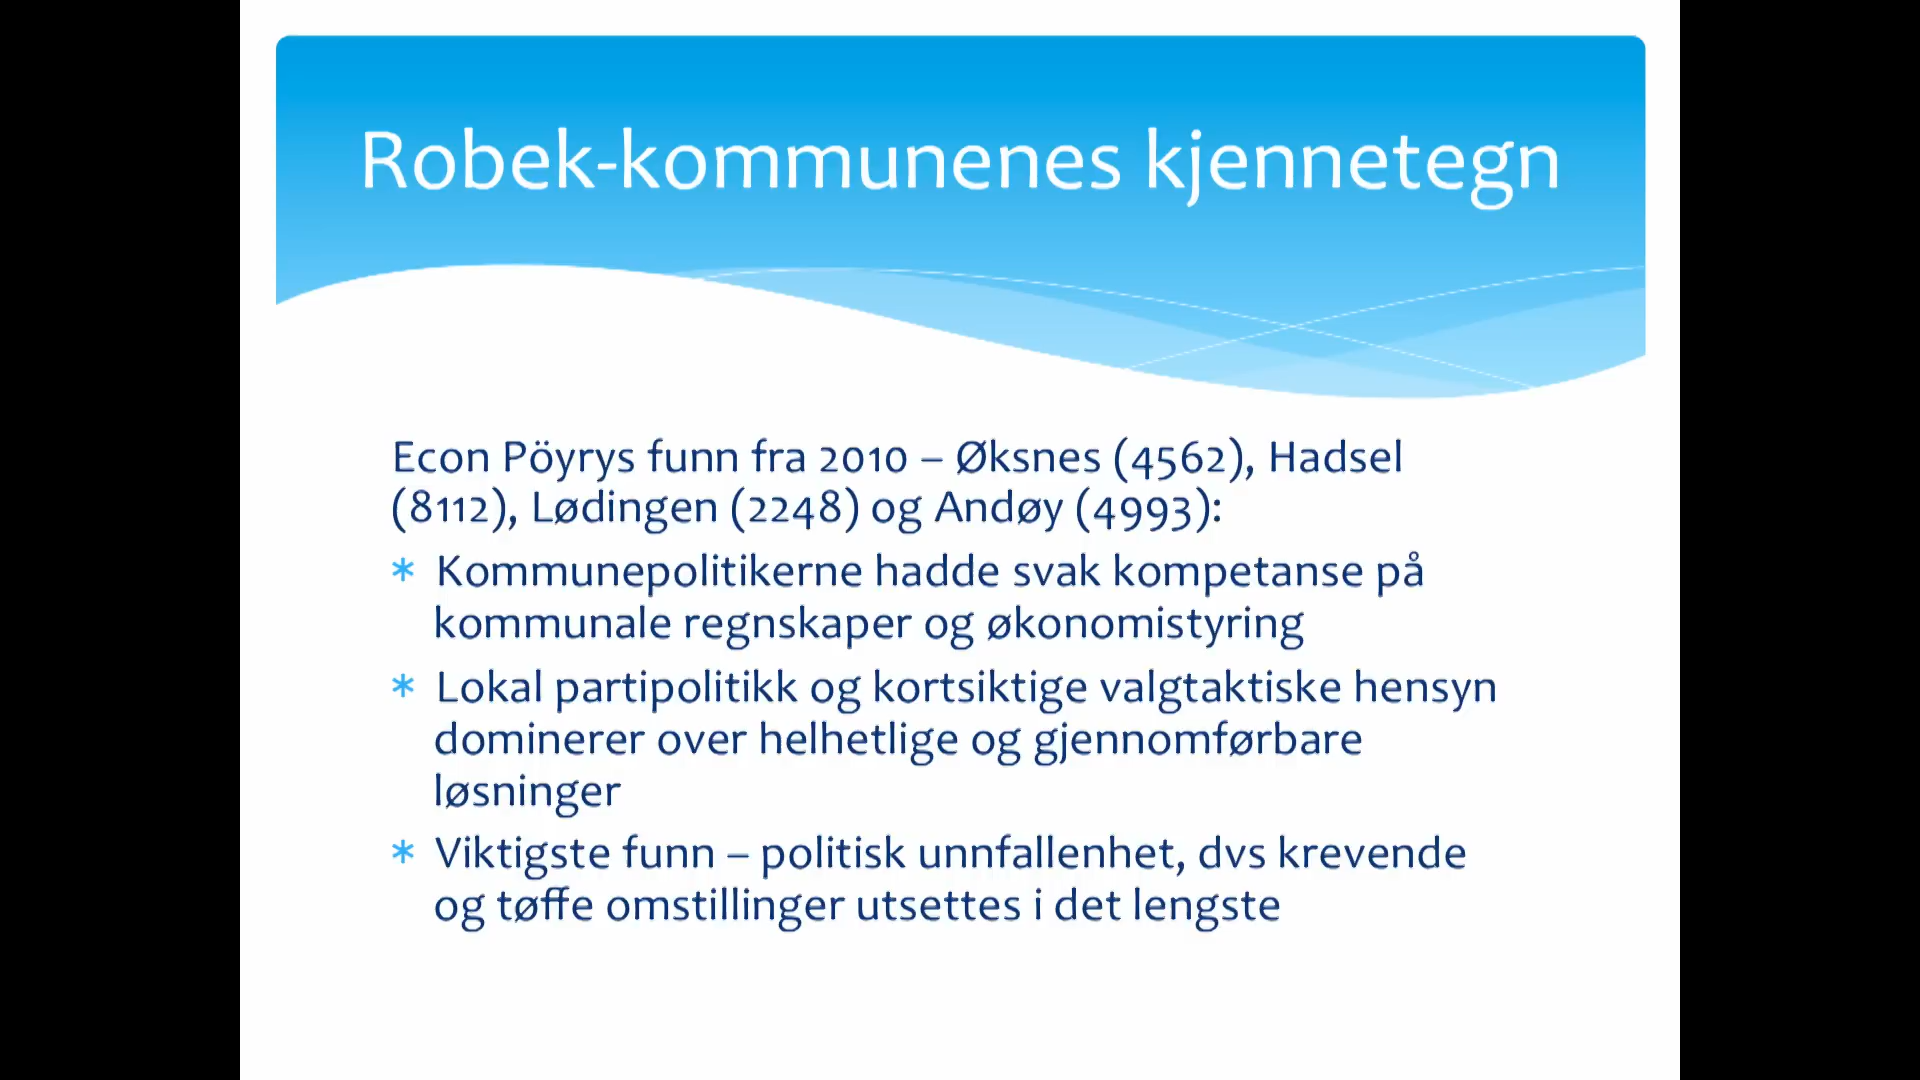 Robek-kommunenes kjennetegn
Econ Pöyrys funn fra 2010 – Øksnes (4562), Hadsel
(8112), Lødingen (2248) og Andøy (4993):
* Kommunepolitikerne hadde svak kompetanse på
kommunale regnskaper og økonomistyring
* Lokal partipolitikk og kortsiktige valgtaktiske hensyn
dominerer over helhetlige og gjennomførbare
løsninger
* Viktigste funn – politisk unnfallenhet, dvs krevende
og tøffe omstillinger utsettes i det lengste